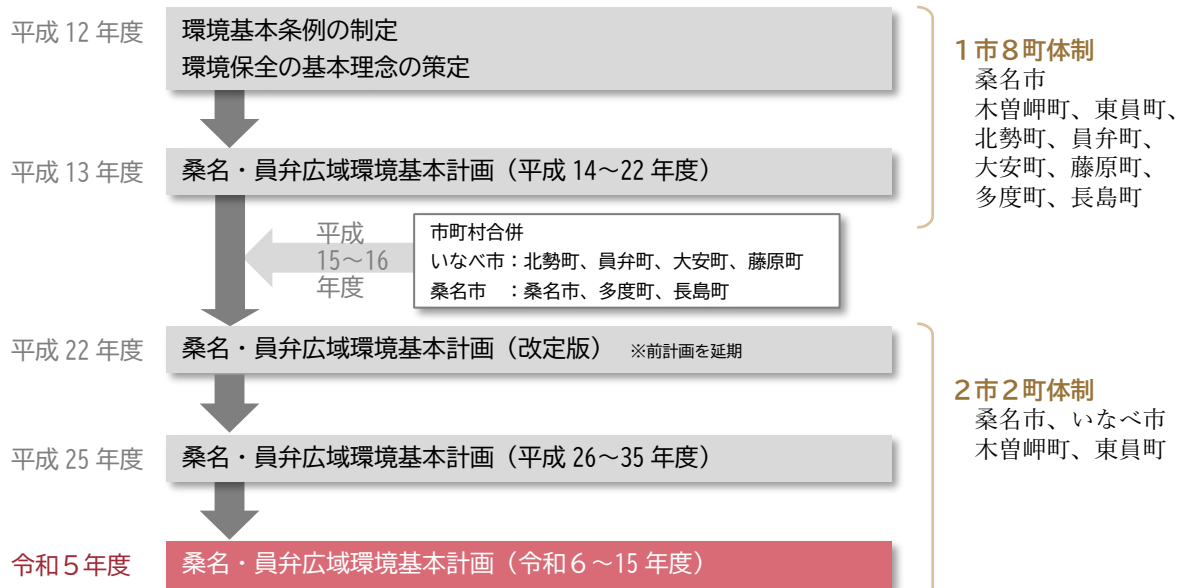 平成 12 年度
環境基本条例の制定
環境保全の基本理念の策定
平成 13 年度
桑名・員弁広域環境基本計画（平成 14～22 年度）
1市8町体制
桑名市
木曽岬町、東員町、
北勢町、員弁町、
大安町、藤原町、
多度町、長島町
平成
15～16
年度
市町村合併
いなべ市：北勢町、員弁町、大安町、藤原町
桑名市　：桑名市、多度町、長島町
平成 22 年度
桑名・員弁広域環境基本計画（改定版）　※前計画を延期
平成 25 年度
桑名・員弁広域環境基本計画（平成 26～35 年度）
令和５年度
桑名・員弁広域環境基本計画（令和６～15 年度）
2市2町体制
桑名市、いなべ市
木曽岬町、東員町